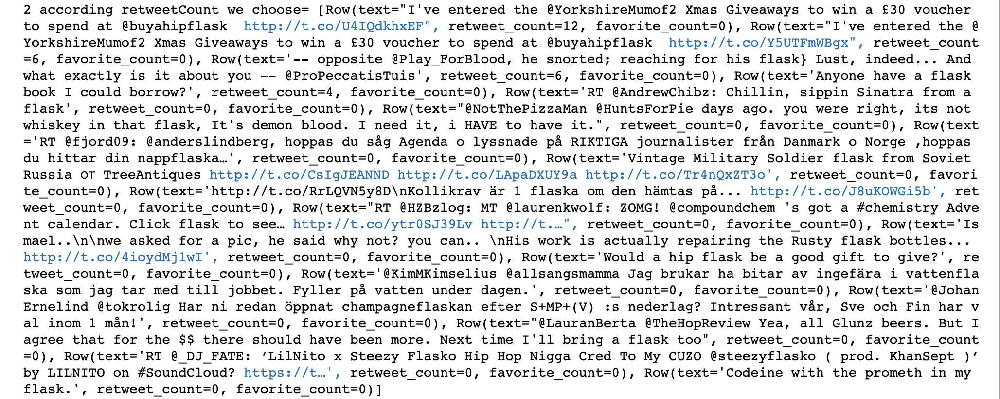 2 according retweetCount we choose= [Row(text="I've entered the @YorkshireMumof2 Xmas Giveaways to win a £30 voucher
to spend at @buyahipflask  http://t.co/U4IQdkhxEF", retweet_count=12, favorite_count=0), Row(text="I've entered the @
YorkshireMumof2 Xmas Giveaways to win a £30 voucher to spend at @buyahipflask  http://t.co/Y5UTFmWBgx", retweet_count
=6, favorite_count=0), Row(text='-- opposite @Play_ForBlood, he snorted; reaching for his flask} Lust, indeed... And
what exactly is it about you -- @ProPeccatisTuis', retweet_count=6, favorite_count=0), Row(text='Anyone have a flask
book I could borrow?', retweet_count=4, favorite_count=0), Row(text='RT @AndrewChibz: Chillin, sippin Sinatra from a
flask', retweet_count=0, favorite_count=0), Row(text="@NotThePizzaMan @HuntsForPie days ago. you were right, its not
whiskey in that flask, It's demon blood. I need it, i HAVE to have it.", retweet_count=0, favorite_count=0), Row(text
='RT @fjord09: @anderslindberg, hoppas du såg Agenda o lyssnade på RIKTIGA journalister från Danmark o Norge ,hoppas
du hittar din nappflaska…', retweet_count=0, favorite_count=0), Row(text='Vintage Military Soldier flask from Soviet
Russia от TreeAntiques http://t.co/CsIgJEANND http://t.co/LApaDXUY9a http://t.co/Tr4nQxZT3o', retweet_count=0, favori
te_count=0), Row(text='http://t.co/RrLQVN5y8D\nKollikrav är 1 flaska om den hämtas på... http://t.co/J8uKOWGi5b', ret
weet_count=0, favorite_count=0), Row(text="RT @HZBzlog: MT @laurenkwolf: ZOMG! @compoundchem 's got a #chemistry Adve
nt calendar. Click flask to see… http://t.co/ytr0SJ39Lv http://t.…", retweet_count=0, favorite_count=0), Row(text='Is
mael..\n\nwe asked for a pic, he said why not? you can.. \nHis work is actually repairing the Rusty flask bottles...
http://t.co/4ioydMj1wI', retweet_count=0, favorite_count=0), Row(text='Would a hip flask be a good gift to give?', re
tweet_count=0, favorite_count=0), Row(text='@KimMKimselius @allsangsmamma Jag brukar ha bitar av ingefära i vattenfla
ska som jag tar med till jobbet. Fyller på vatten under dagen.', retweet_count=0, favorite_count=0), Row(text='@Johan
Ernelind @tokrolig Har ni redan öppnat champagneflaskan efter S+MP+(V) :s nederlag? Intressant vår, Sve och Fin har v
al inom 1 mån!', retweet_count=0, favorite_count=0), Row(text="@LauranBerta @TheHopReview Yea, all Glunz beers. But I
agree that for the $$ there should have been more. Next time I'll bring a flask too", retweet_count=0, favorite_count
=0), Row(text='RT @_DJ_FATE: ‘LilNito x Steezy Flasko Hip Hop Nigga Cred To My CUZO @steezyflasko ( prod. KhanSept )’
by LILNITO on #SoundCloud? https://t…', retweet_count=0, favorite_count=0), Row(text='Codeine with the prometh in my
flask.', retweet_count=0, favorite_count=0)]